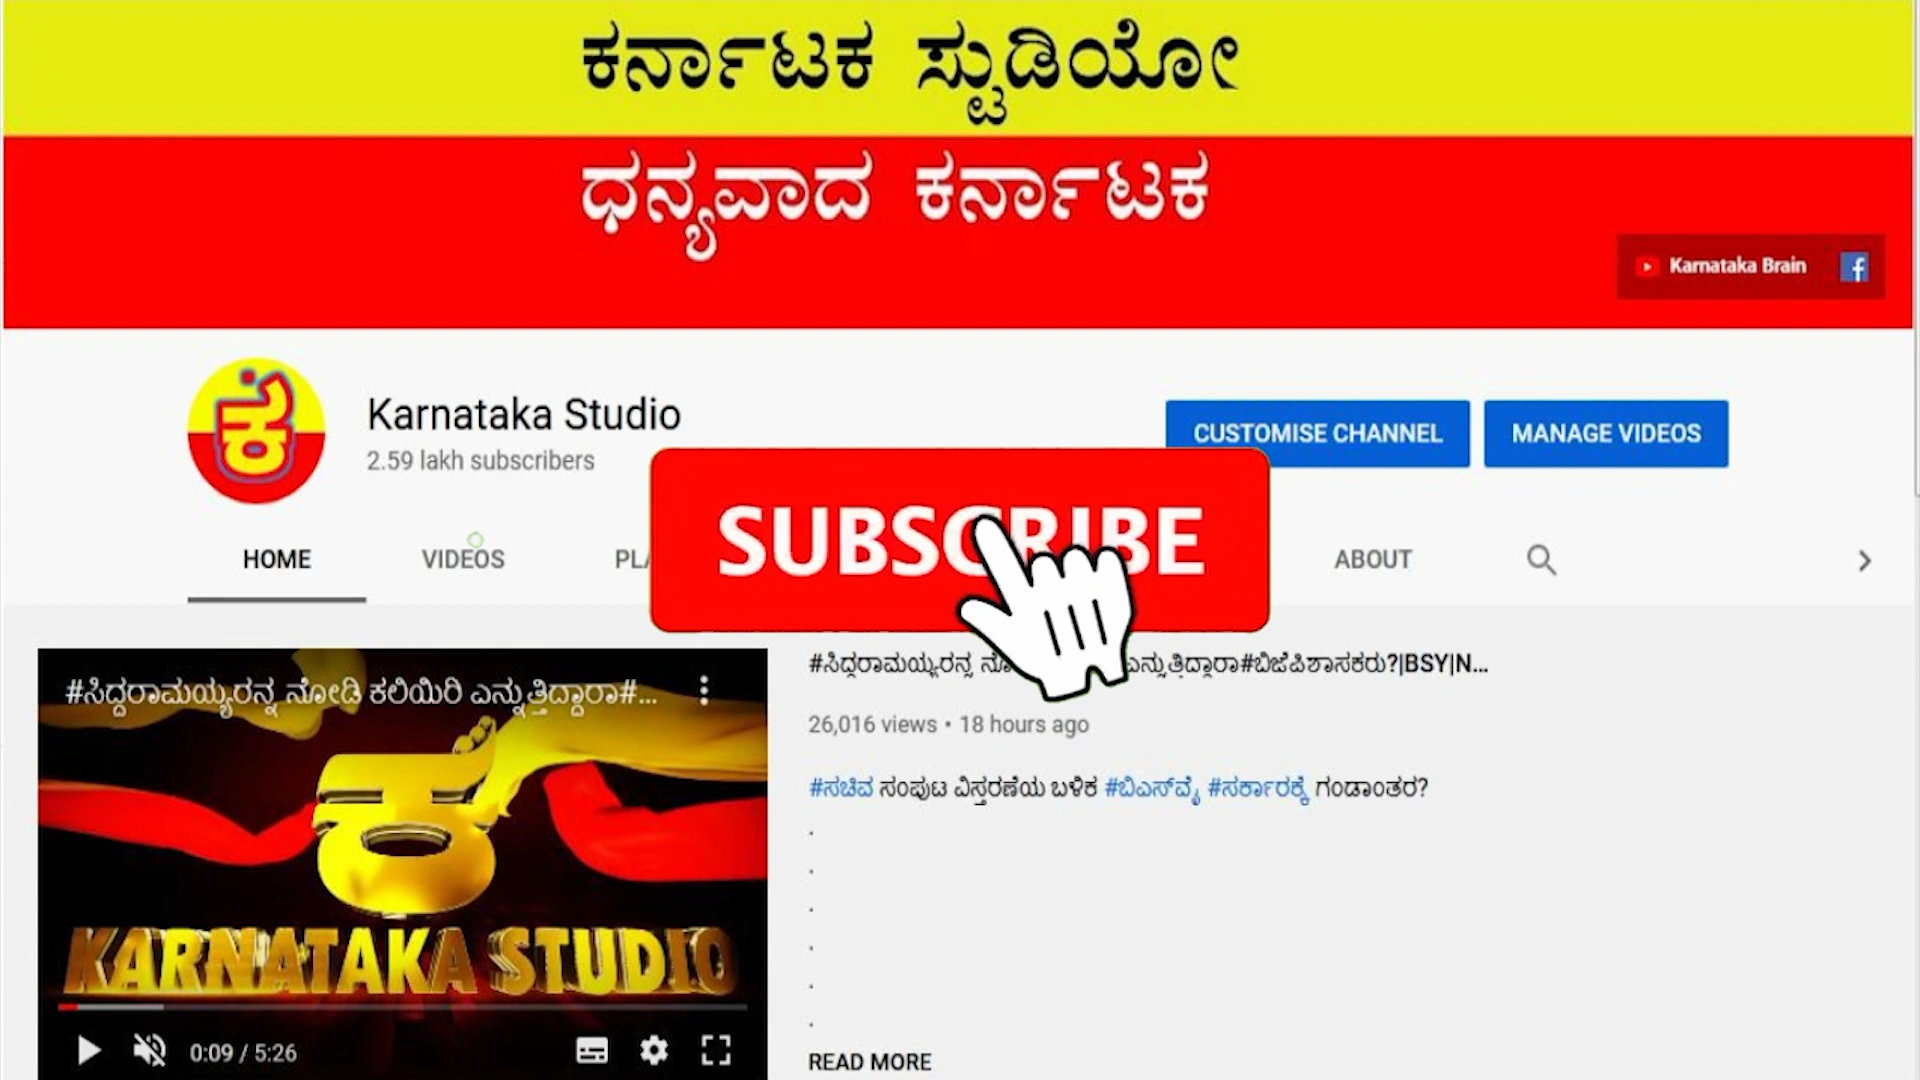 ಕರ್ನಾಟಕ ಸ್ಟುಡಿಯೋ
ಧನ್ಯವಾದ ಕರ್ನಾಟಕ
Karnataka Brain
ಕ
Karnataka Studio
2.59 lakh subscribers
CUSTOMISE CHANNEL
MANAGE VIDEOS
SUBSCRIBE
HOME VIDEOS ABOUT
#ಸಿದ್ದರಾಮಯ್ಯರನ್ನ ನೋಡಿ ಕಲಿಯಿರಿ ಎನ್ನುತ್ತಿದ್ದಾರಾ#...
KARNATAKA STUDIO
0:09 / 5:26
#ಸಿದ್ದರಾಮಯ್ಯರನ್ನ ಎನ್ನುತ್ತಿದ್ದಾರಾ#ಬಿಜೆಪಿಶಾಸಕರು?|BSY|N...
26,016 views • 18 hours ago
#ಸಚಿವ ಸಂಪುಟ ವಿಸ್ತರಣೆಯ ಬಳಿಕ #ಬಿಎಸ್‌ವೈ #ಸರ್ಕಾರಕ್ಕೆ ಗಂಡಾಂತರ?
.
.
.
.
.
.
READ MORE